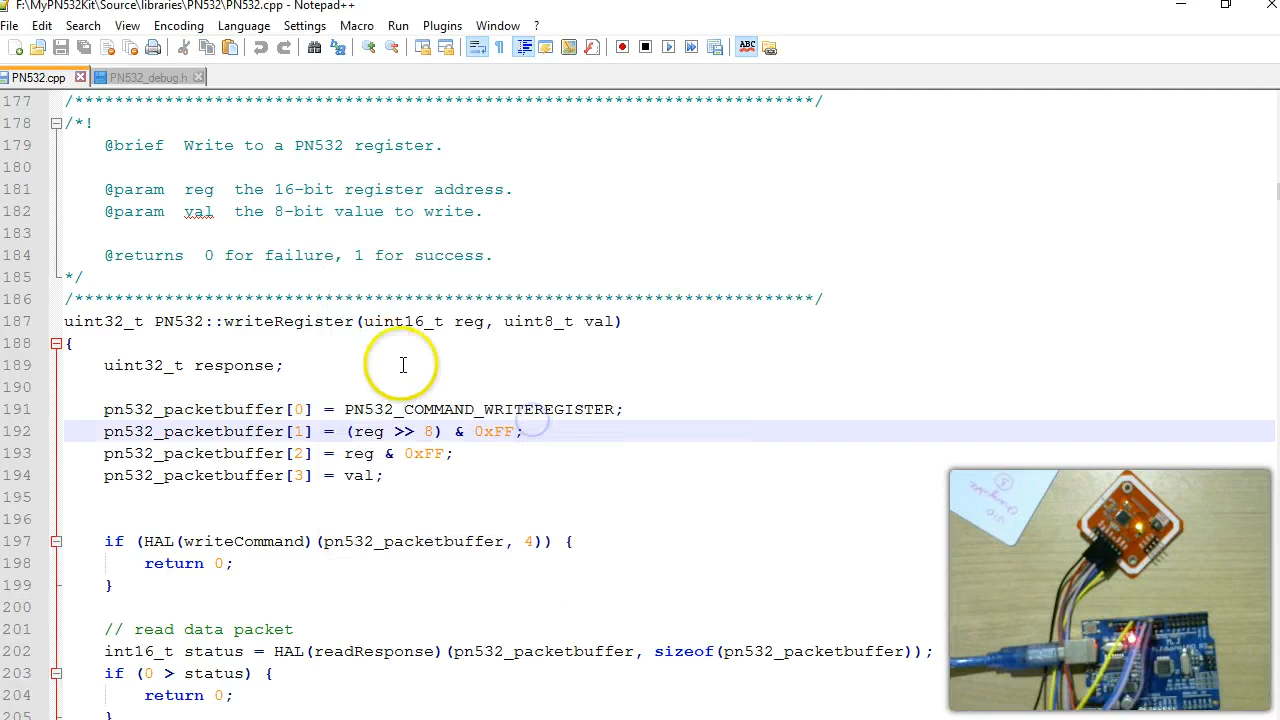 F:\MyPN532Kit\Source\libraries\PN532\PN532.cpp - Notepad++
File Edit Search View Encoding Language Settings Macro Run Plugins Window ?
ABC
PN532.cpp PN532_debug.h
177 /**************************************************************************/
178 /*!
179 @brief Write to a PN532 register.
180
181 @param reg the 16-bit register address.
182 @param val the 8-bit value to write.
183
184 @returns 0 for failure, 1 for success.
185 */
186 /**************************************************************************/
187 uint32_t PN532::writeRegister(uint16_t reg, uint8_t val)
188 {
189 uint32_t response;
190
191 pn532_packetbuffer[0] = PN532_COMMAND_WRITEREGISTER;
192 pn532_packetbuffer[1] = (reg >> 8) & 0xFF;
193 pn532_packetbuffer[2] = reg & 0xFF;
194 pn532_packetbuffer[3] = val;
195
196
197 if (HAL(writeCommand)(pn532_packetbuffer, 4)) {
198 return 0;
199 }
200
201 // read data packet
202 int16_t status = HAL(readResponse)(pn532_packetbuffer, sizeof(pn532_packetbuffer));
203 if (0 > status) {
204 return 0;
205 }
UID
Changeable